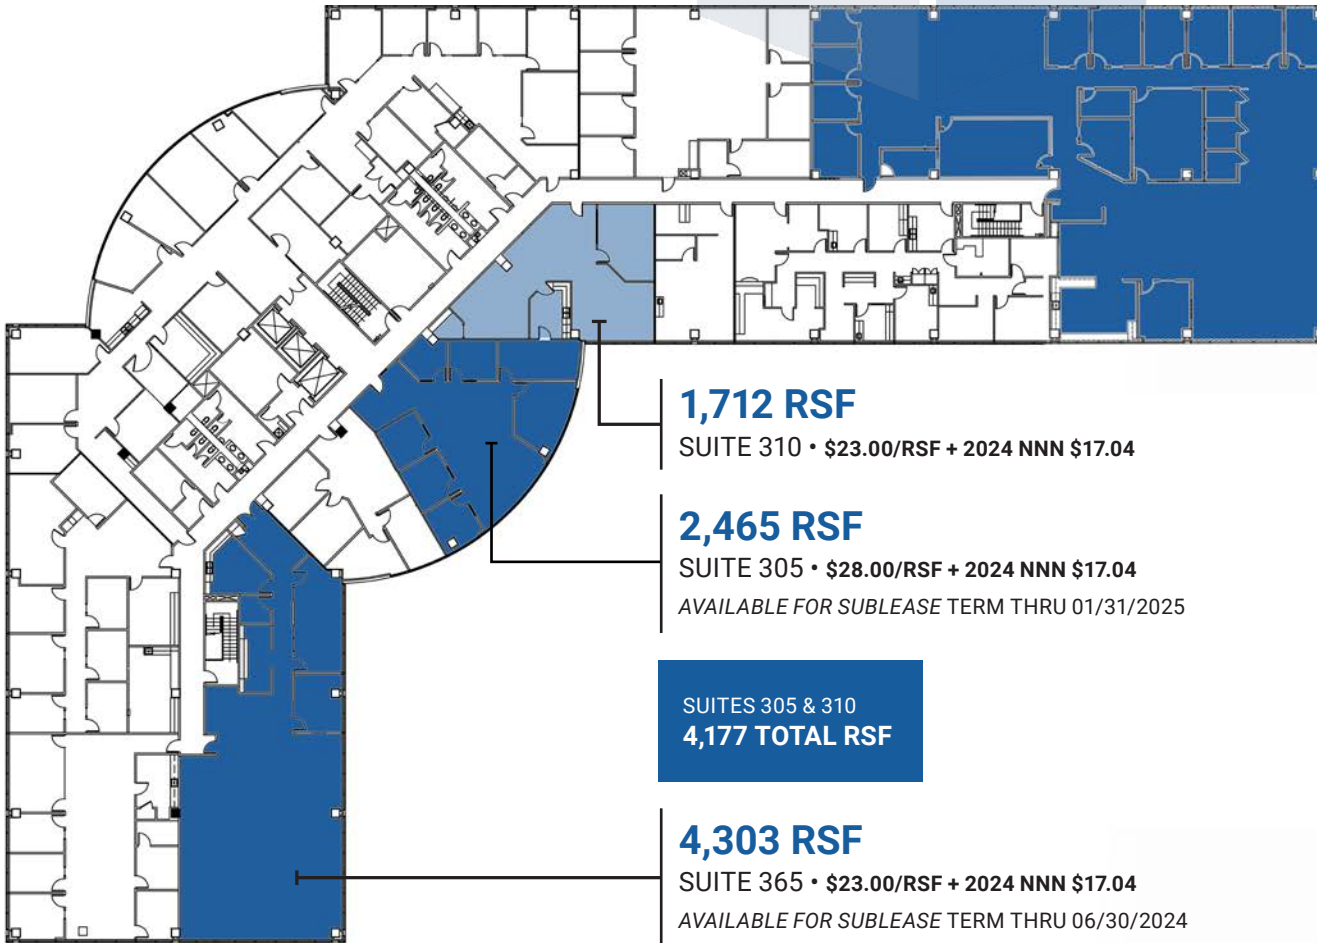 1,712 RSF
SUITE 310 • $23.00/RSF + 2024 NNN $17.04
2,465 RSF
SUITE 305 • $28.00/RSF + 2024 NNN $17.04
AVAILABLE FOR SUBLEASE TERM THRU 01/31/2025
SUITES 305 & 310
4,177 TOTAL RSF
4,303 RSF
SUITE 365 • $23.00/RSF + 2024 NNN $17.04
AVAILABLE FOR SUBLEASE TERM THRU 06/30/2024